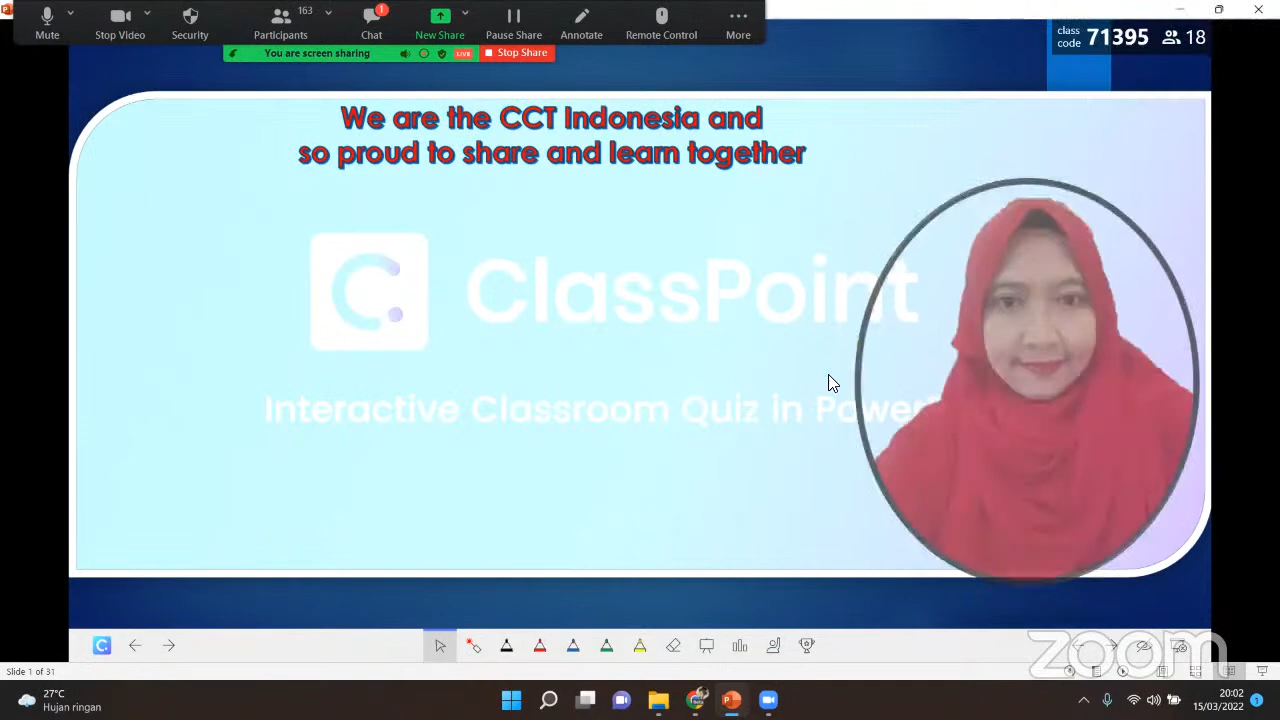 163
1
Mute
Stop Video
Security
Participants
Chat
New Share
Pause Share
Annotate
Remote Control
More
You are screen sharing
LIVE
Stop Share
class code 71395 18
We are the CCT Indonesia and
so proud to share and learn together
ClassPoint
Interactive Classroom Quiz in Power
zoom
Slide 1 of 31
27°C
Hujan ringan
20:02
15/03/2022
1